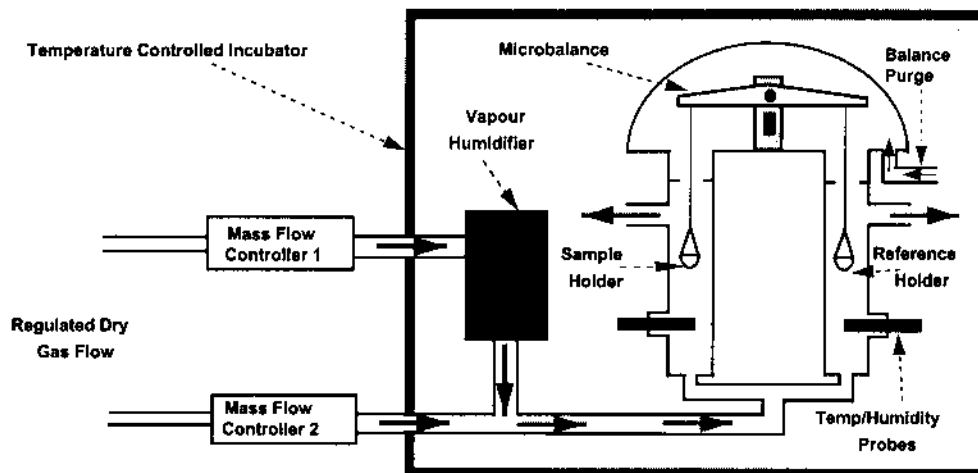 Temperature Controlled Incubator
Microbalance
Balance
Purge
Vapour
Humidifier
Mass Flow
Controller 1
Sample
Holder
Reference
Holder
Regulated Dry
Gas Flow
Mass Flow
Controller 2
Temp/Humidity
Probes